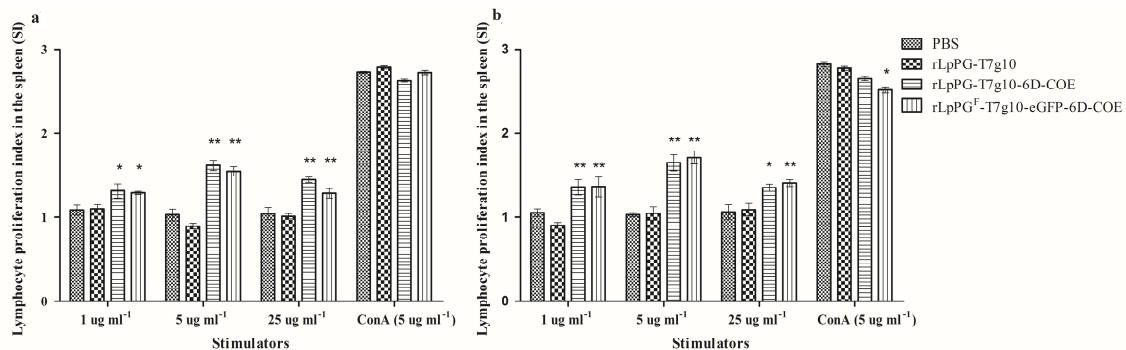 a
Lymphocyte proliferation index in the spleen (SI)
3
2
1
0
* *
** **
** **
1 ug ml⁻¹ 5 ug ml⁻¹ 25 ug ml⁻¹ ConA (5 ug ml⁻¹)
Stimulators
b
Lymphocyte proliferation index in the spleen (SI)
3
2
1
0
** **
** **
* **
*
1 ug ml⁻¹ 5 ug ml⁻¹ 25 ug ml⁻¹ ConA (5 ug ml⁻¹)
Stimulators
PBS
rLpPG-T7g10
rLpPG-T7g10-6D-COE
rLpPGᶠ-T7g10-eGFP-6D-COE